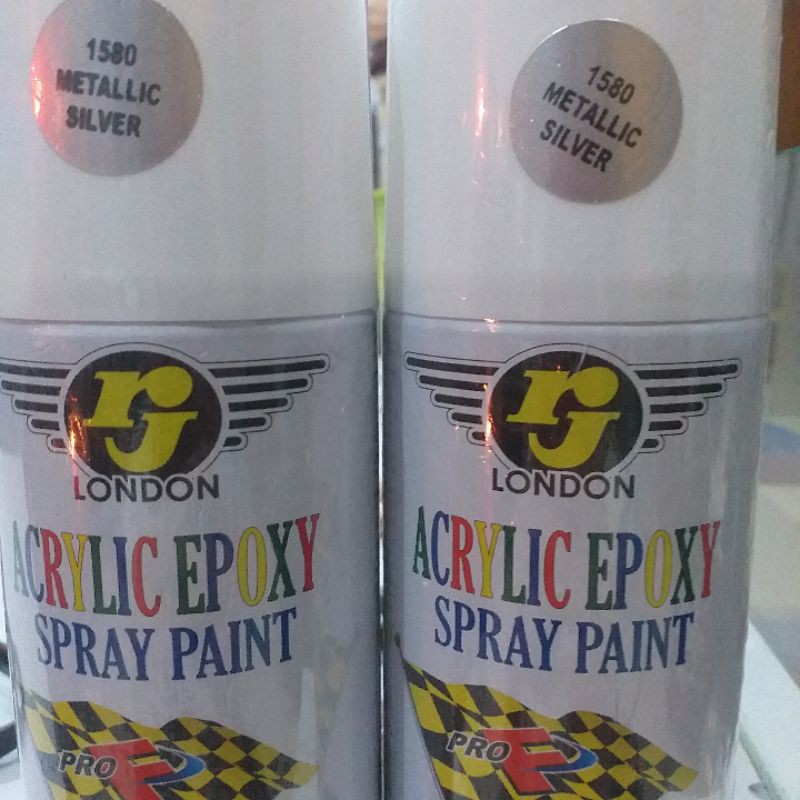 1580
METALLIC
SILVER
rJ
LONDON
ACRYLIC EPOXY
SPRAY PAINT
PRO
1580
METALLIC
SILVER
rJ
LONDON
ACRYLIC EPOXY
SPRAY PAINT
PRO